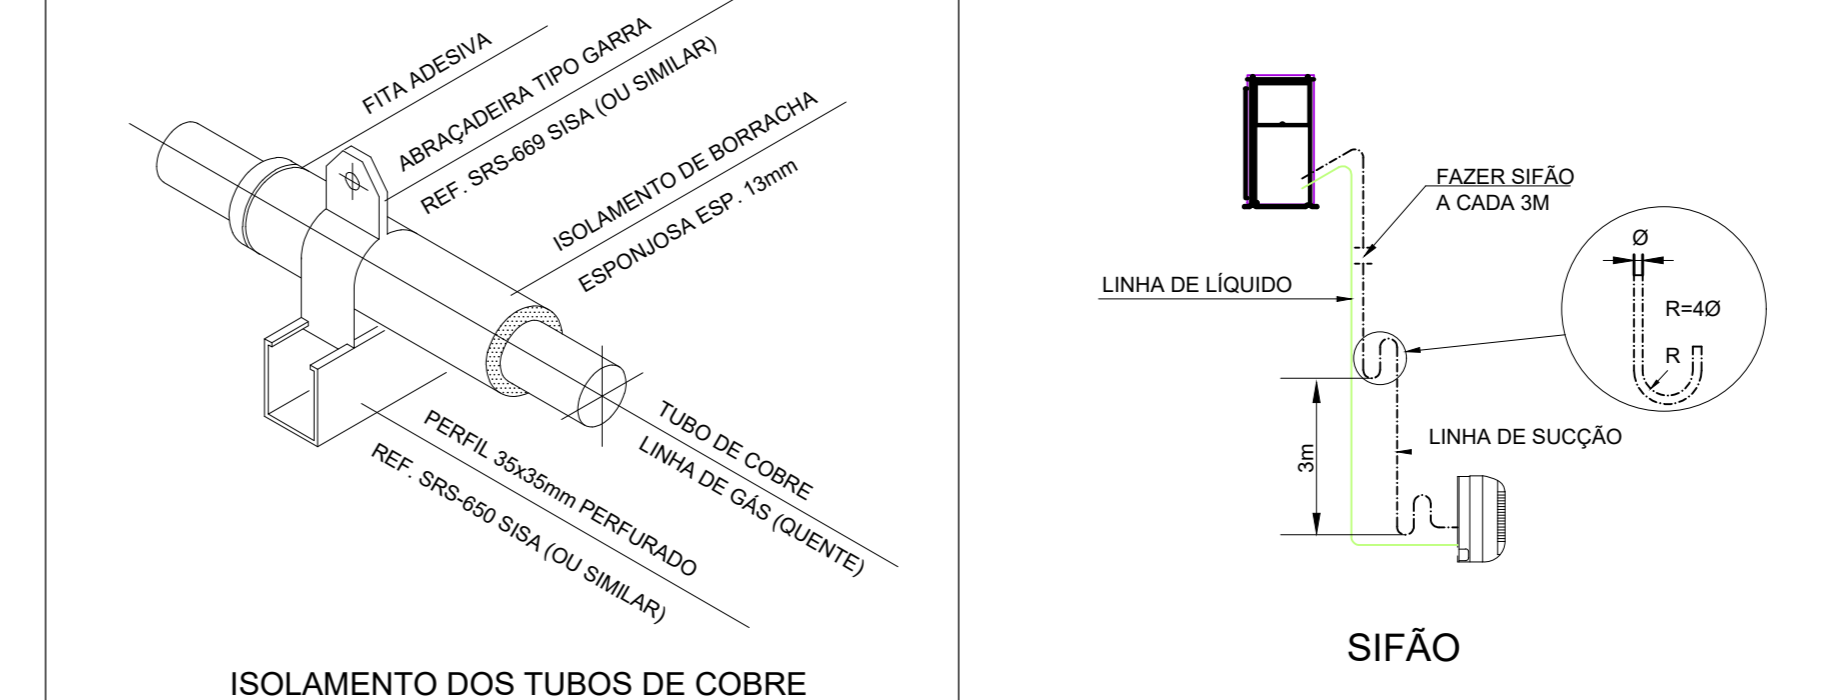 FITA ADESIVA
ABRAÇADEIRA TIPO GARRA
REF. SRS-669 SISA (OU SIMILAR)
ISOLAMENTO DE BORRACHA
ESPONJOSA ESP. 13mm
TUBO DE COBRE
LINHA DE GÁS (QUENTE)
PERFIL 35x35mm PERFURADO
REF. SRS-650 SISA (OU SIMILAR)
ISOLAMENTO DOS TUBOS DE COBRE
FAZER SIFÃO
A CADA 3M
LINHA DE LÍQUIDO
Ø
R=4Ø
R
LINHA DE SUCÇÃO
3m
SIFÃO